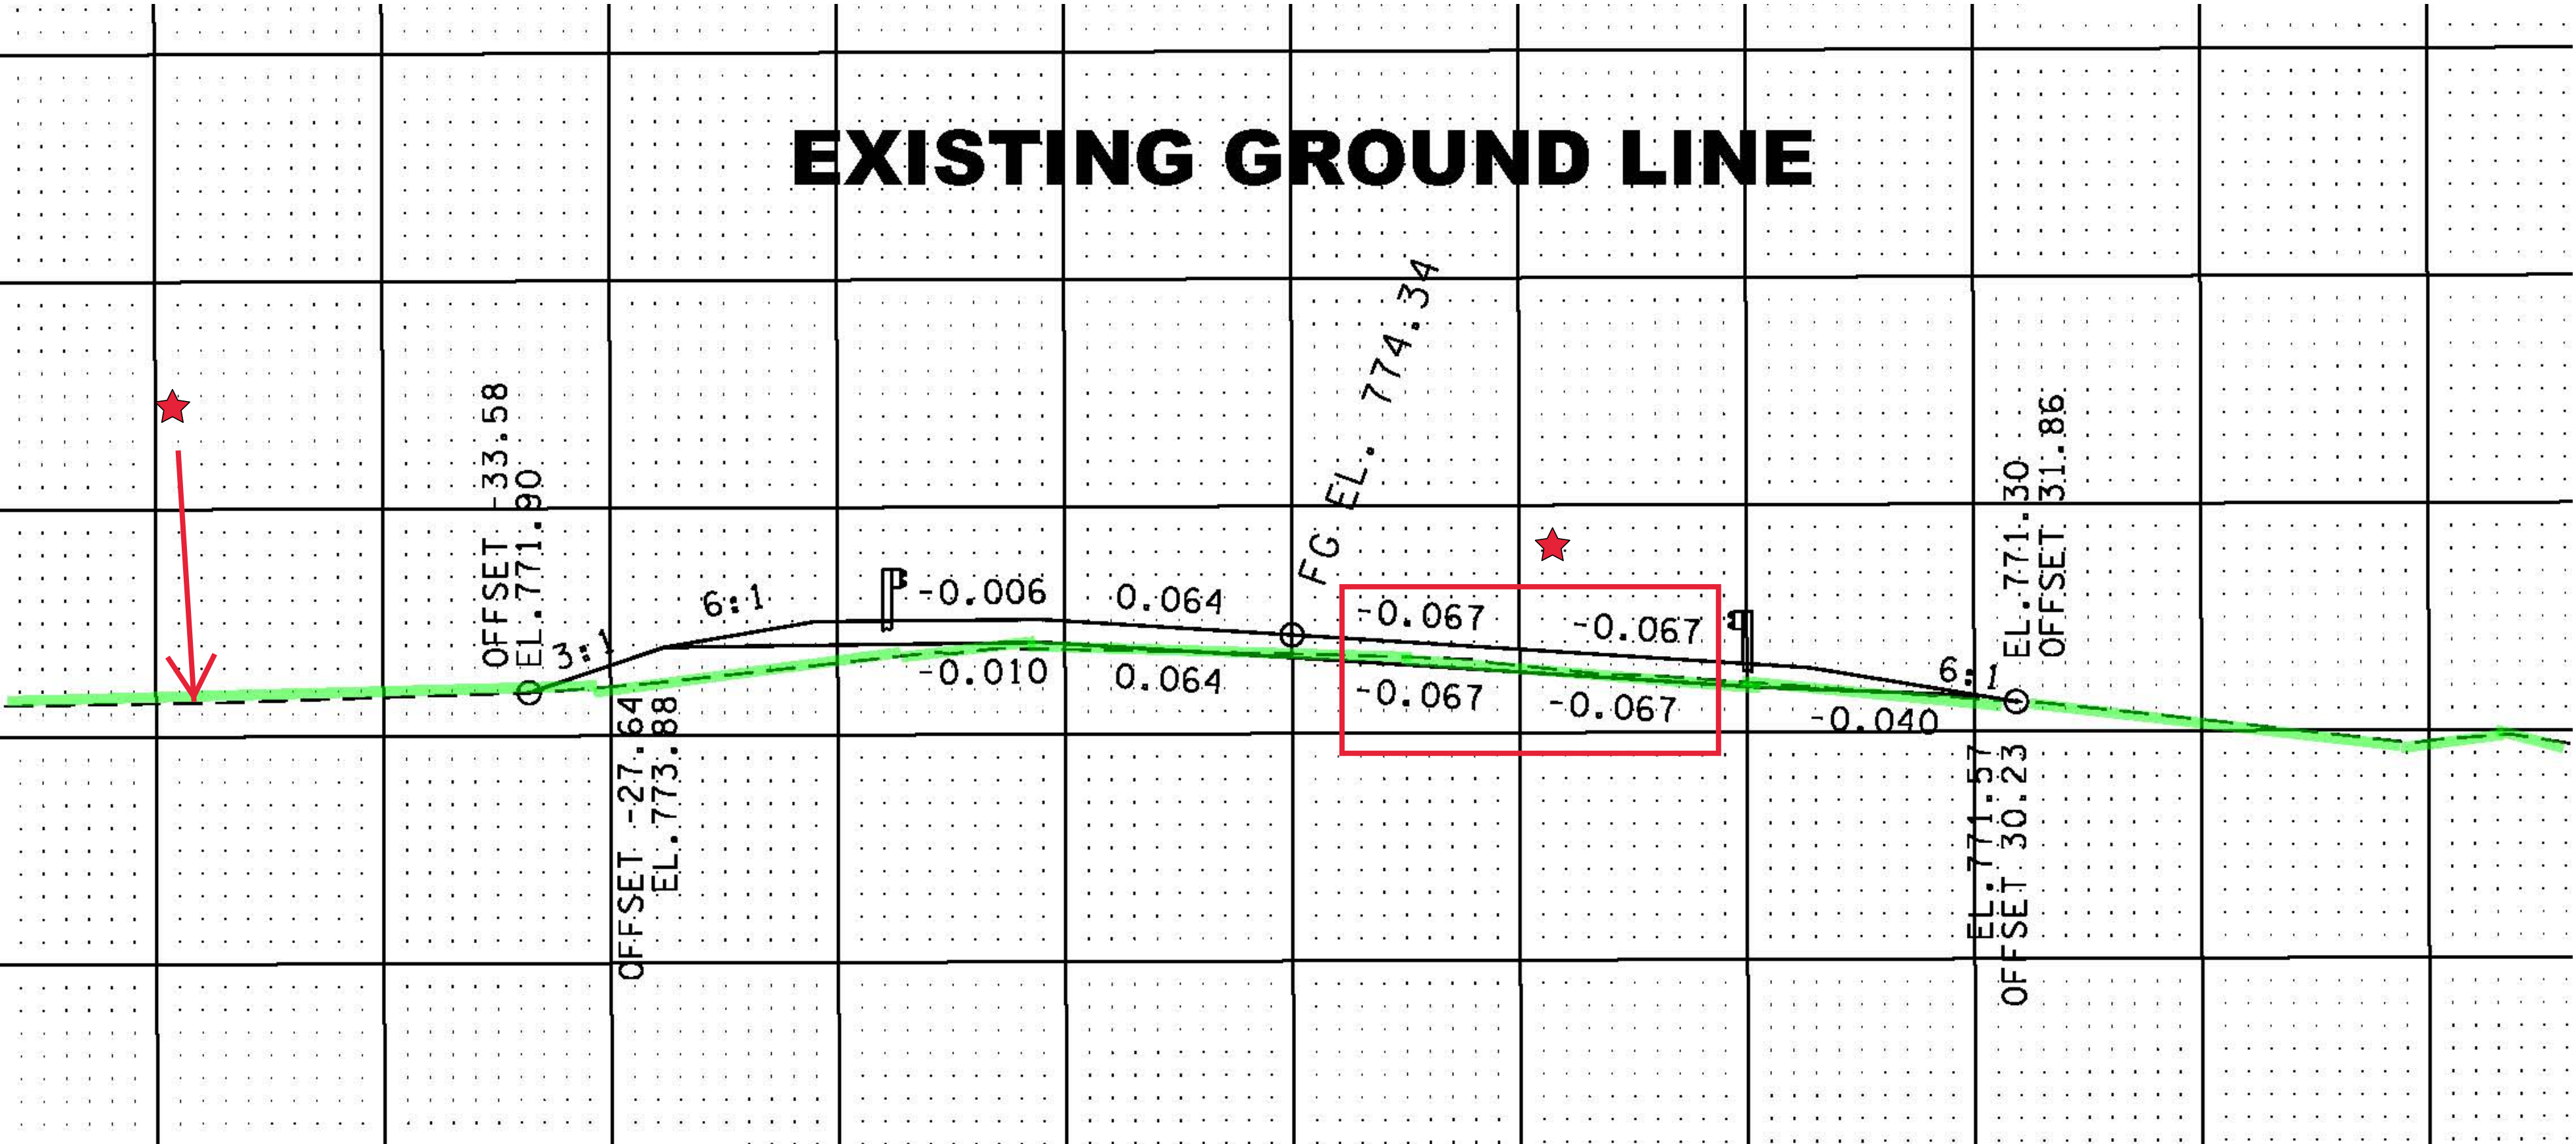 EXISTING GROUND LINE
FG EL. 774.34
OFFSET -33.58
EL.771.90
3:1
6:1
-0.006
0.064
-0.067
-0.067
6:1
EL.771.30
OFFSET 31.86
-0.010
0.064
-0.067
-0.067
-0.040
OFFSET -27.64
EL.773.88
EL.771.57
OFFSET 30.23